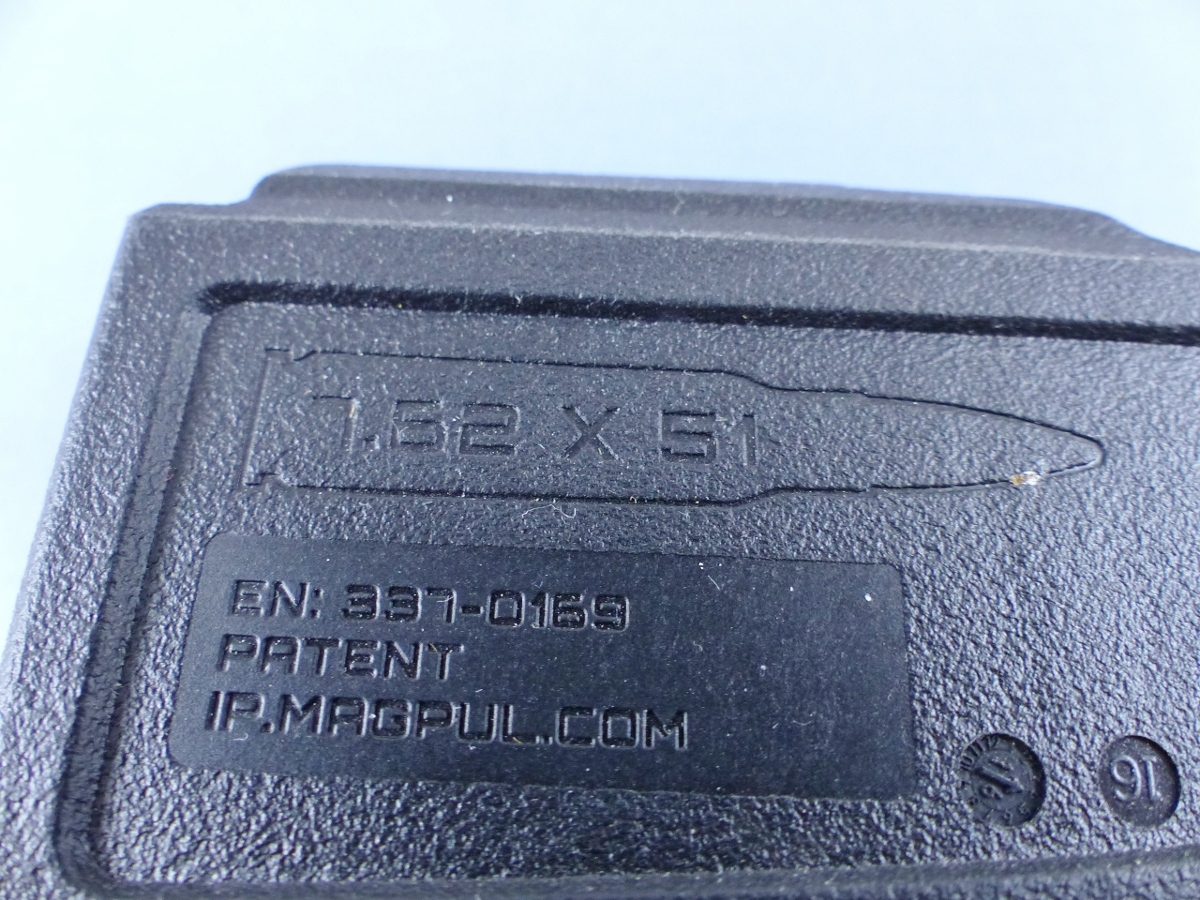 7.62 X 51
EN: 337-0169
PATENT
IP.MAGPUL.COM
16